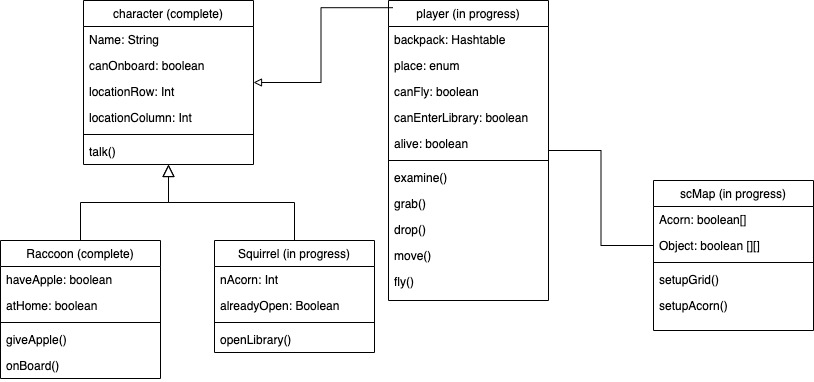 character (complete)
Name: String
canOnboard: boolean
locationRow: Int
locationColumn: Int
talk()
player (in progress)
backpack: Hashtable
place: enum
canFly: boolean
canEnterLibrary: boolean
alive: boolean
examine()
grab()
drop()
move()
fly()
scMap (in progress)
Acorn: boolean[]
Object: boolean [][]
setupGrid()
setupAcorn()
Raccoon (complete)
haveApple: boolean
atHome: boolean
giveApple()
onBoard()
Squirrel (in progress)
nAcorn: Int
alreadyOpen: Boolean
openLibrary()